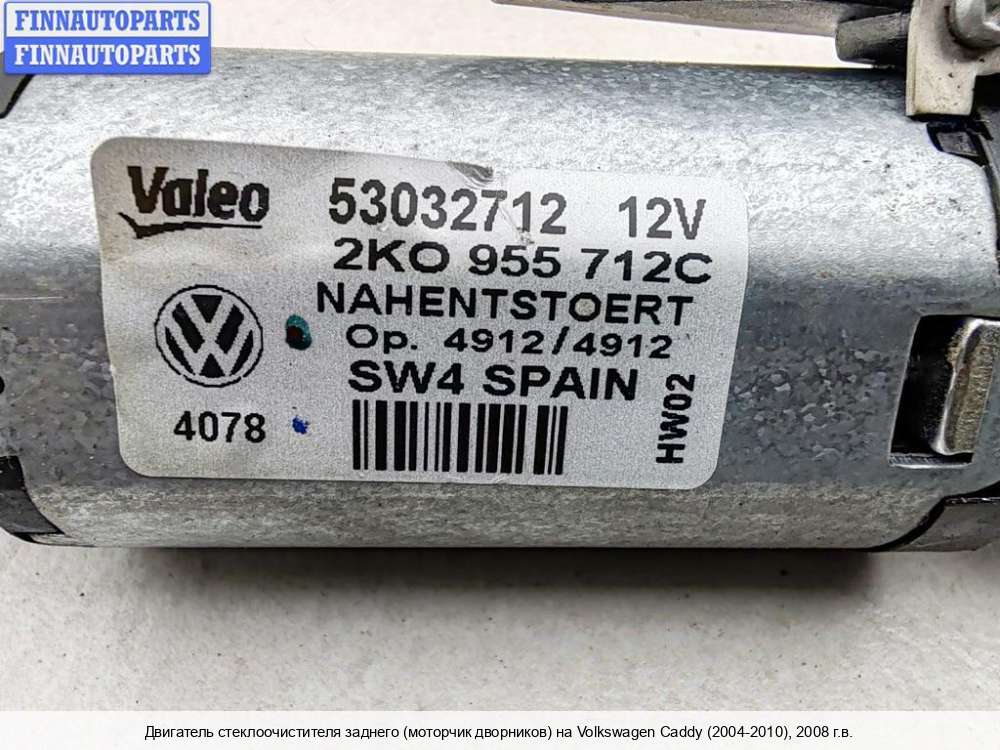 FINNAUTOPARTS
FINNAUTOPARTS
Valeo 53032712 12V
2KO 955 712C
NAHENTSTOERT
Op. 4912/4912
SW4 SPAIN
4078
HW02
Двигатель стеклоочистителя заднего (моторчик дворников) на Volkswagen Caddy (2004-2010), 2008 г.в.